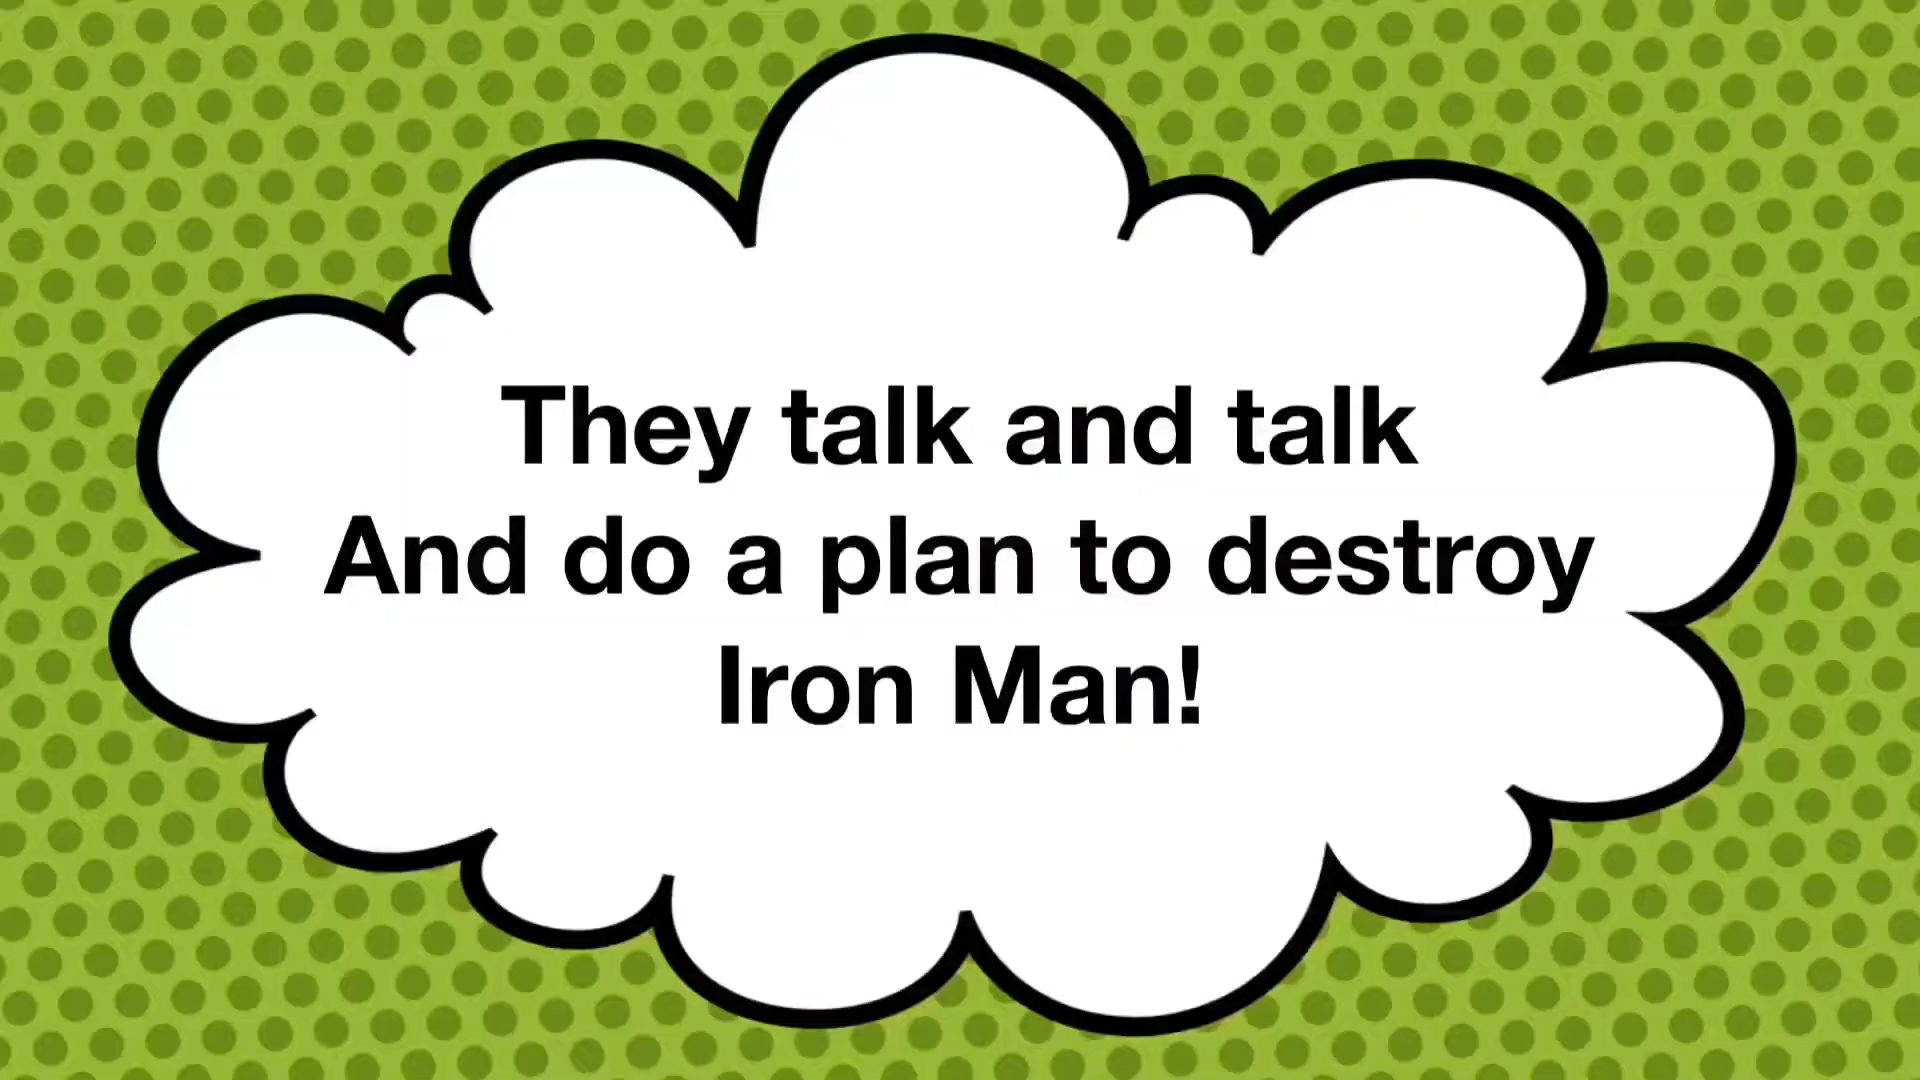 They talk and talk
And do a plan to destroy
Iron Man!